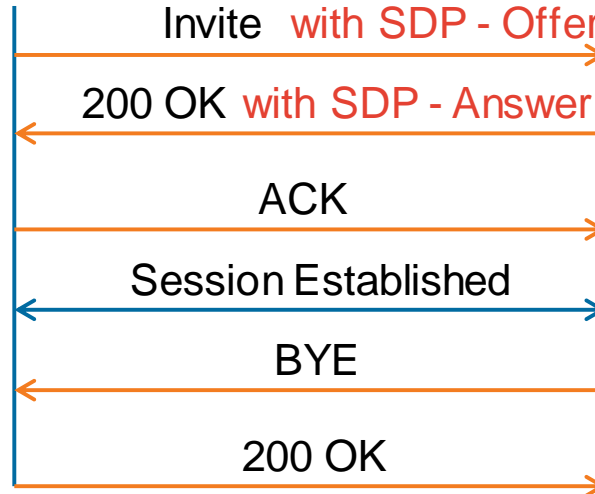 Invite with SDP - Offer
200 OK with SDP - Answer
ACK
Session Established
BYE
200 OK